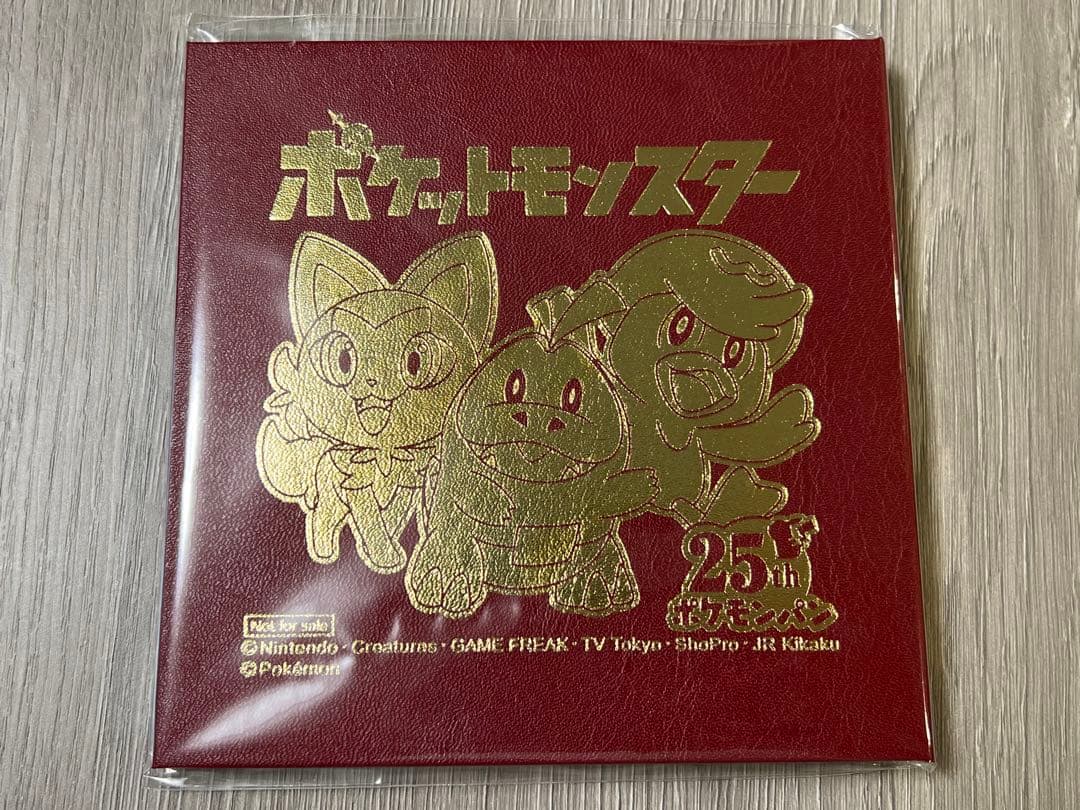 ポケットモンスター
25th
ポケモンパン
Not for sale
©Nintendo・Creatures・GAME FREAK・TV Tokyo・ShoPro・JR Kikaku
©Pokémon